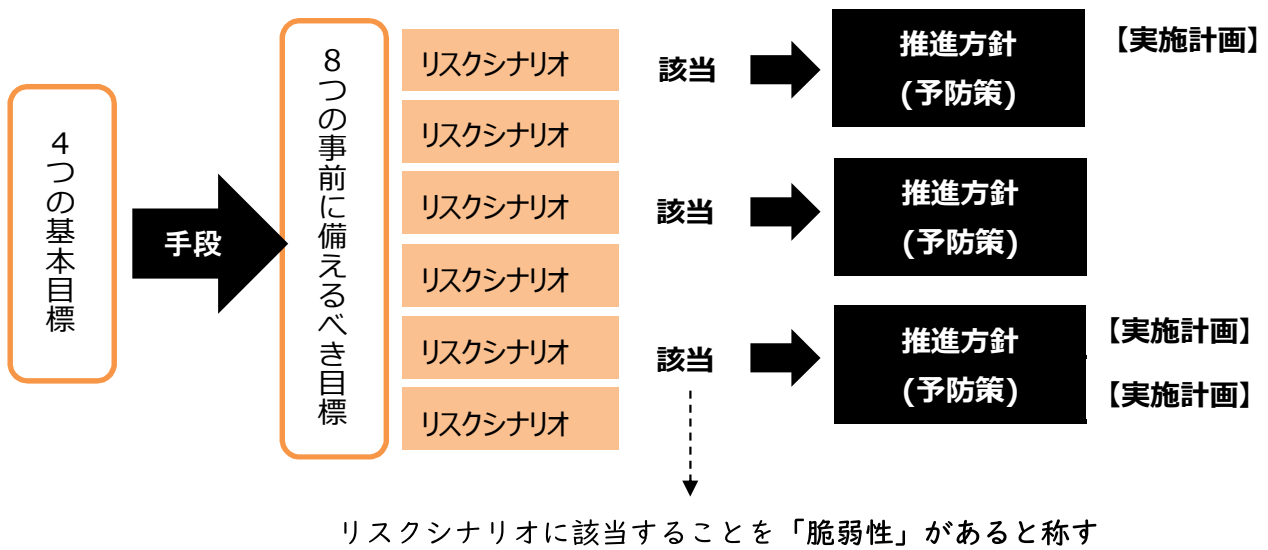 4つの基本目標
手段
8つの事前に備えるべき目標
リスクシナリオ
該当
推進方針
(予防策)
【実施計画】
リスクシナリオ
リスクシナリオ
該当
推進方針
(予防策)
リスクシナリオ
リスクシナリオ
該当
推進方針
(予防策)
【実施計画】
【実施計画】
リスクシナリオ
リスクシナリオに該当することを「脆弱性」があると称す